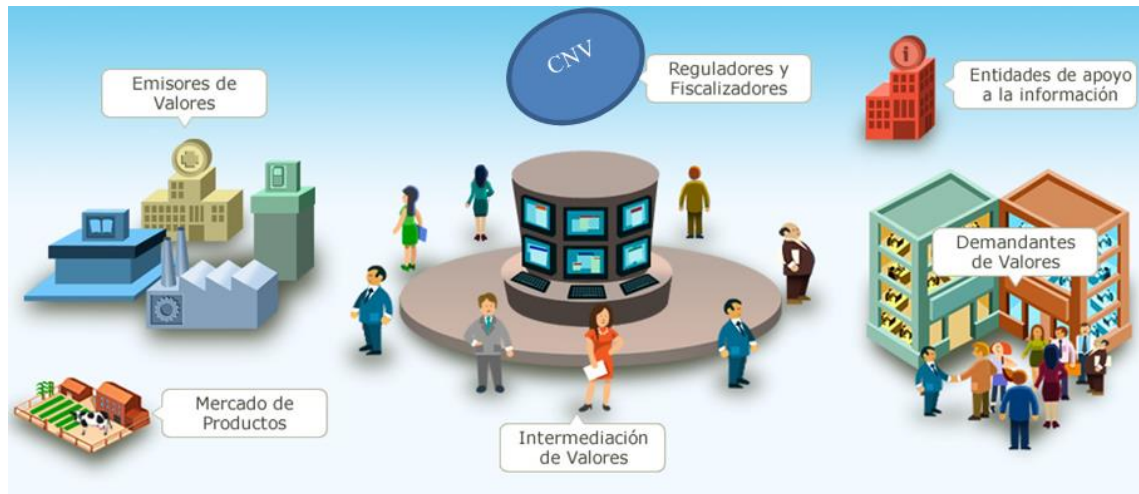 Emisores de
Valores
CNV
Reguladores y
Fiscalizadores
Entidades de apoyo
a la información
Demandantes
de Valores
Mercado de
Productos
Intermediación
de Valores